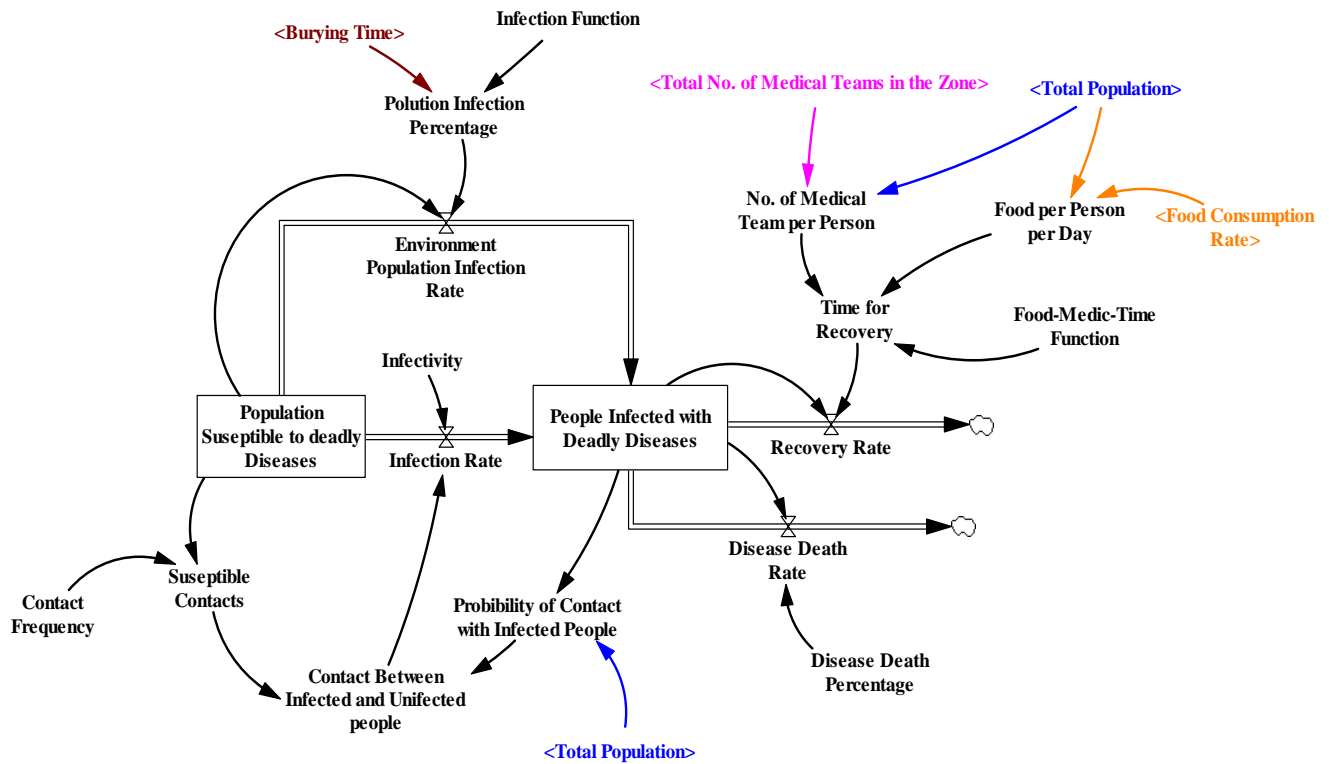 Infection Function
<Burying Time>
Polution Infection
Percentage
<Total No. of Medical Teams in the Zone>
<Total Population>
No. of Medical
Team per Person
Food per Person
per Day
<Food Consumption
Rate>
Environment
Population Infection
Rate
Time for
Recovery
Food-Medic-Time
Function
Infectivity
Population
Suseptible to deadly
Diseases
Infection Rate
People Infected with
Deadly Diseases
Recovery Rate
Disease Death
Rate
Suseptible
Contacts
Contact
Frequency
Probibility of Contact
with Infected People
Contact Between
Infected and Unifected
people
Disease Death
Percentage
<Total Population>